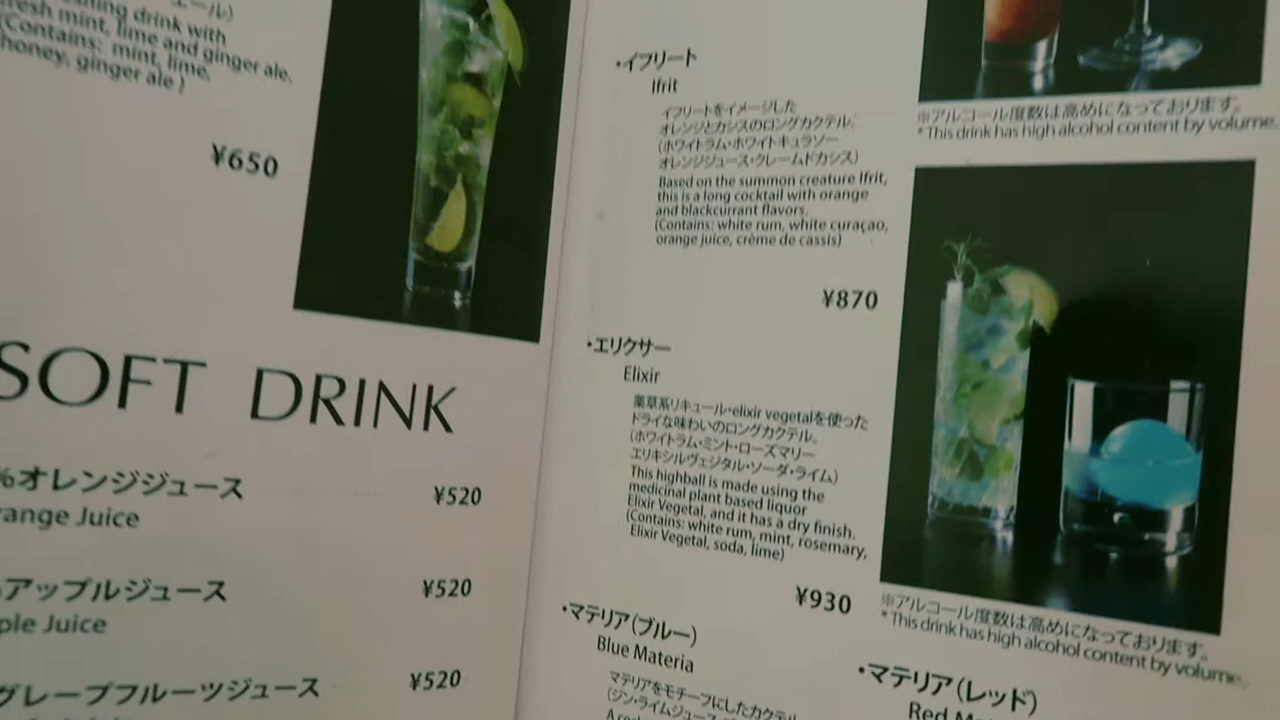 エール)
drink with
fresh mint, lime and ginger ale.
(Contains: mint, lime,
honey, ginger ale )
¥650
SOFT DRINK
%オレンジジュース
¥520
range Juice
アップルジュース
¥520
ple Juice
グレープフルーツジュース
¥520
・イフリート
Ifrit
イフリートをイメージした
オレンジとカシスのロングカクテル。
(ホワイトラム・ホワイトキュラソー
オレンジジュース・クレームドカシス)
Based on the summon creature Ifrit,
this is a long cocktail with orange
and blackcurrant flavors.
(Contains: white rum, white curaçao,
orange juice, crème de cassis)
¥870
・エリクサー
Elixir
薬草系リキュール・elixir vegetalを使った
ドライな味わいのロングカクテル。
(ホワイトラム・ミント・ローズマリー
エリキシルヴェジタル・ソーダ・ライム)
This highball is made using the
medicinal plant based liquor
Elixir Vegetal, and it has a dry finish.
(Contains: white rum, mint, rosemary,
Elixir Vegetal, soda, lime)
¥930
・マテリア(ブルー)
Blue Materia
マテリアをモチーフにしたカクテル
(ジン・ライムジュース
※アルコール度数は高めになっております。
* This drink has high alcohol content by volume.
※アルコール度数は高めになっております。
* This drink has high alcohol content by volume.
・マテリア(レッド)
Red